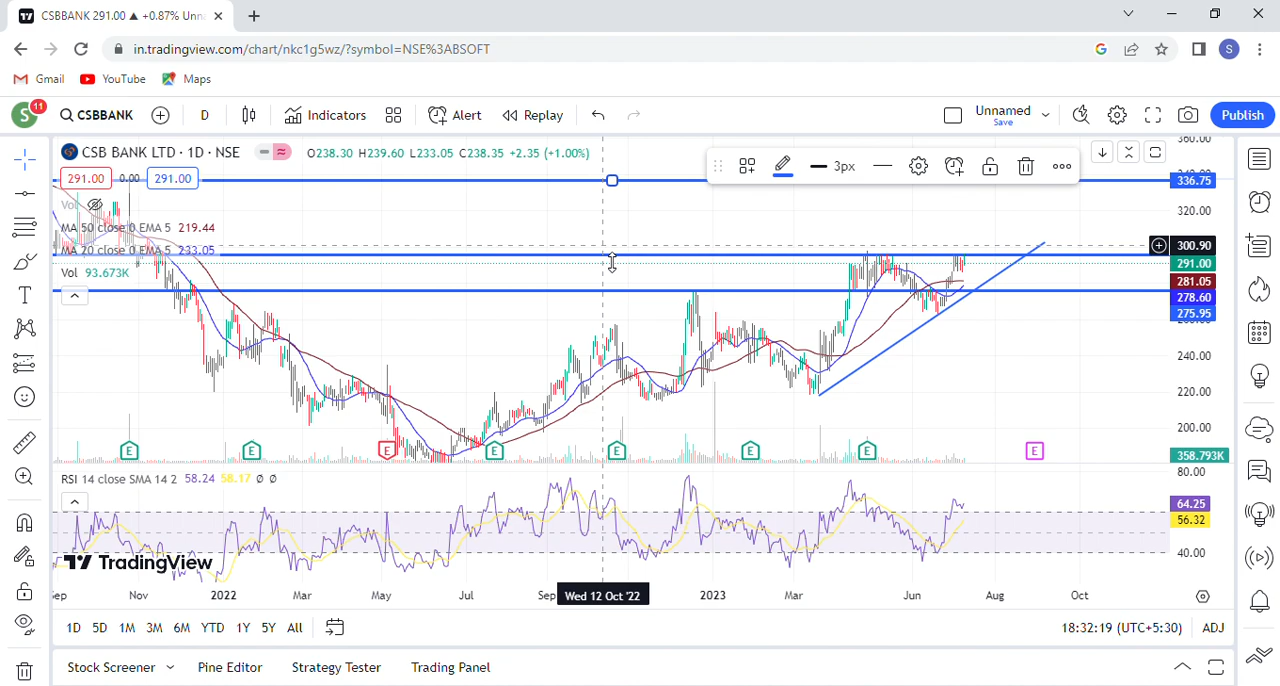 CSBBANK 291.00 ▲ +0.87% Unn
in.tradingview.com/chart/nkc1g5wz/?symbol=NSE%3ABSOFT
S
Gmail YouTube Maps
S 11 CSBBANK D Indicators Alert Replay Unnamed Save Publish
CSB BANK LTD · 1D · NSE O238.30 H239.60 L233.05 C238.35 +2.35 (+1.00%)
3px
360.00
291.00 0.00 291.00
336.75
Vol
320.00
MA 50 close 0 EMA 5 219.44
MA 20 close 0 EMA 5 233.05
300.90
291.00
Vol 93.673K
281.05
278.60
275.95
260.00
240.00
220.00
200.00
E E E E E E E E
358.793K
80.00
RSI 14 close SMA 14 2 58.24 58.17 Ø Ø
64.25
56.32
40.00
TradingView
Sep Nov 2022 Mar May Jul Sep Wed 12 Oct '22 2023 Mar Jun Aug Oct
1D 5D 1M 3M 6M YTD 1Y 5Y All 18:32:19 (UTC+5:30) ADJ
Stock Screener Pine Editor Strategy Tester Trading Panel